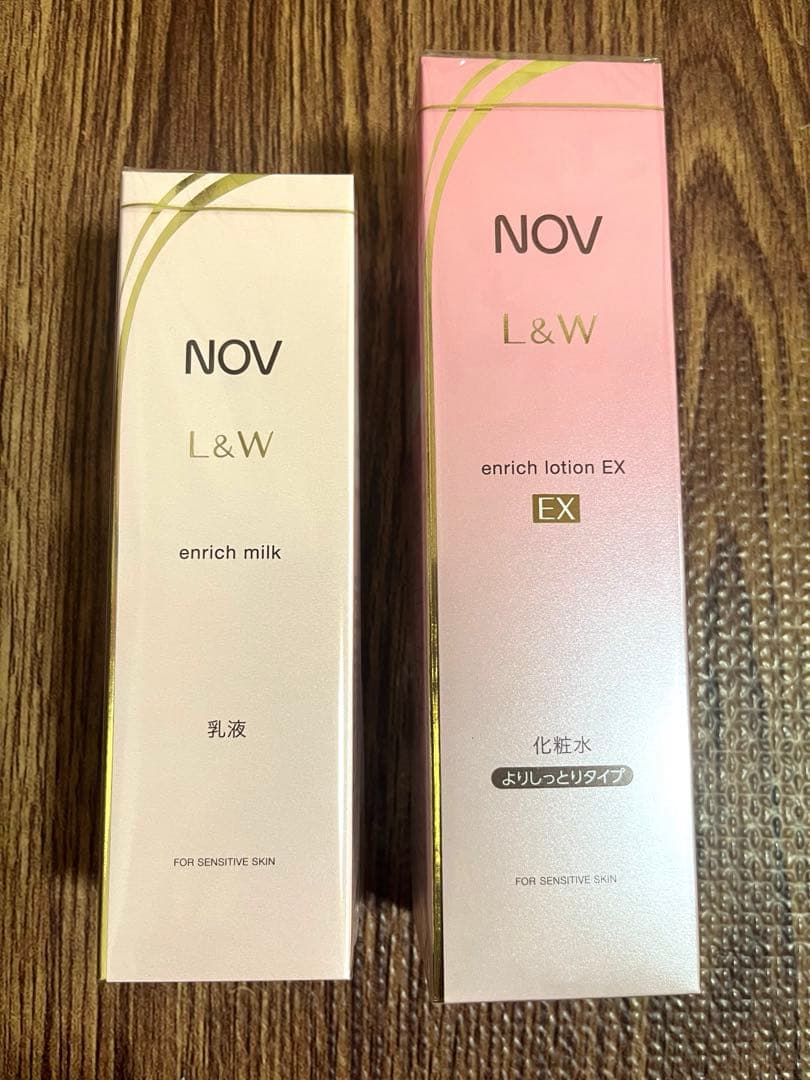 NOV
L&W
enrich milk
乳液
FOR SENSITIVE SKIN
NOV
L&W
enrich lotion EX
EX
化粧水
よりしっとりタイプ
FOR SENSITIVE SKIN